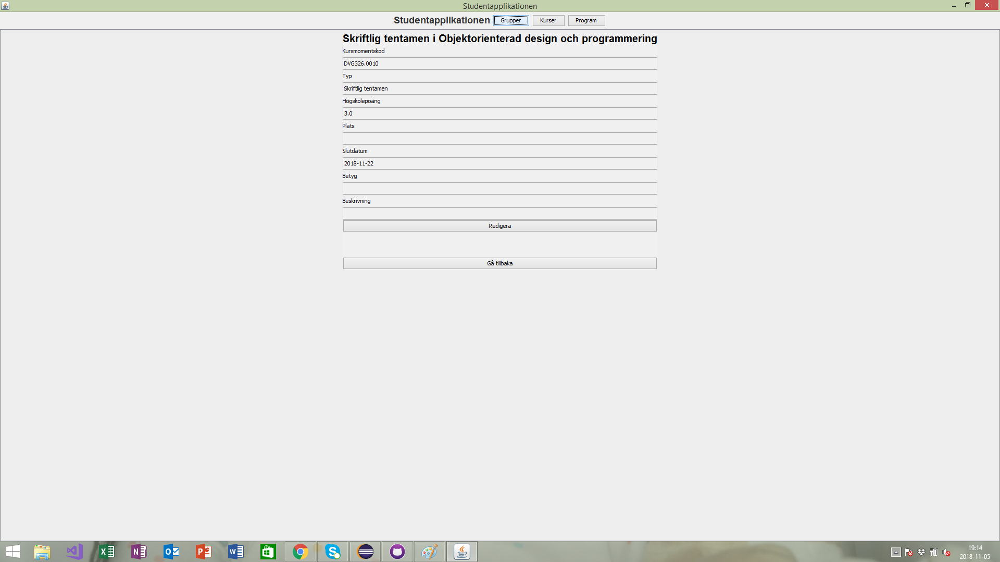 Studentapplikationen
Studentapplikationen Grupper Kurser Program
Skriftlig tentamen i Objektorienterad design och programmering
Kursmomentskod
DVG326.0010
Typ
Skriftlig tentamen
Högskolepoäng
3.0
Plats
Slutdatum
2018-11-22
Betyg
Beskrivning
Redigera
Gå tillbaka
19:14
2018-11-05